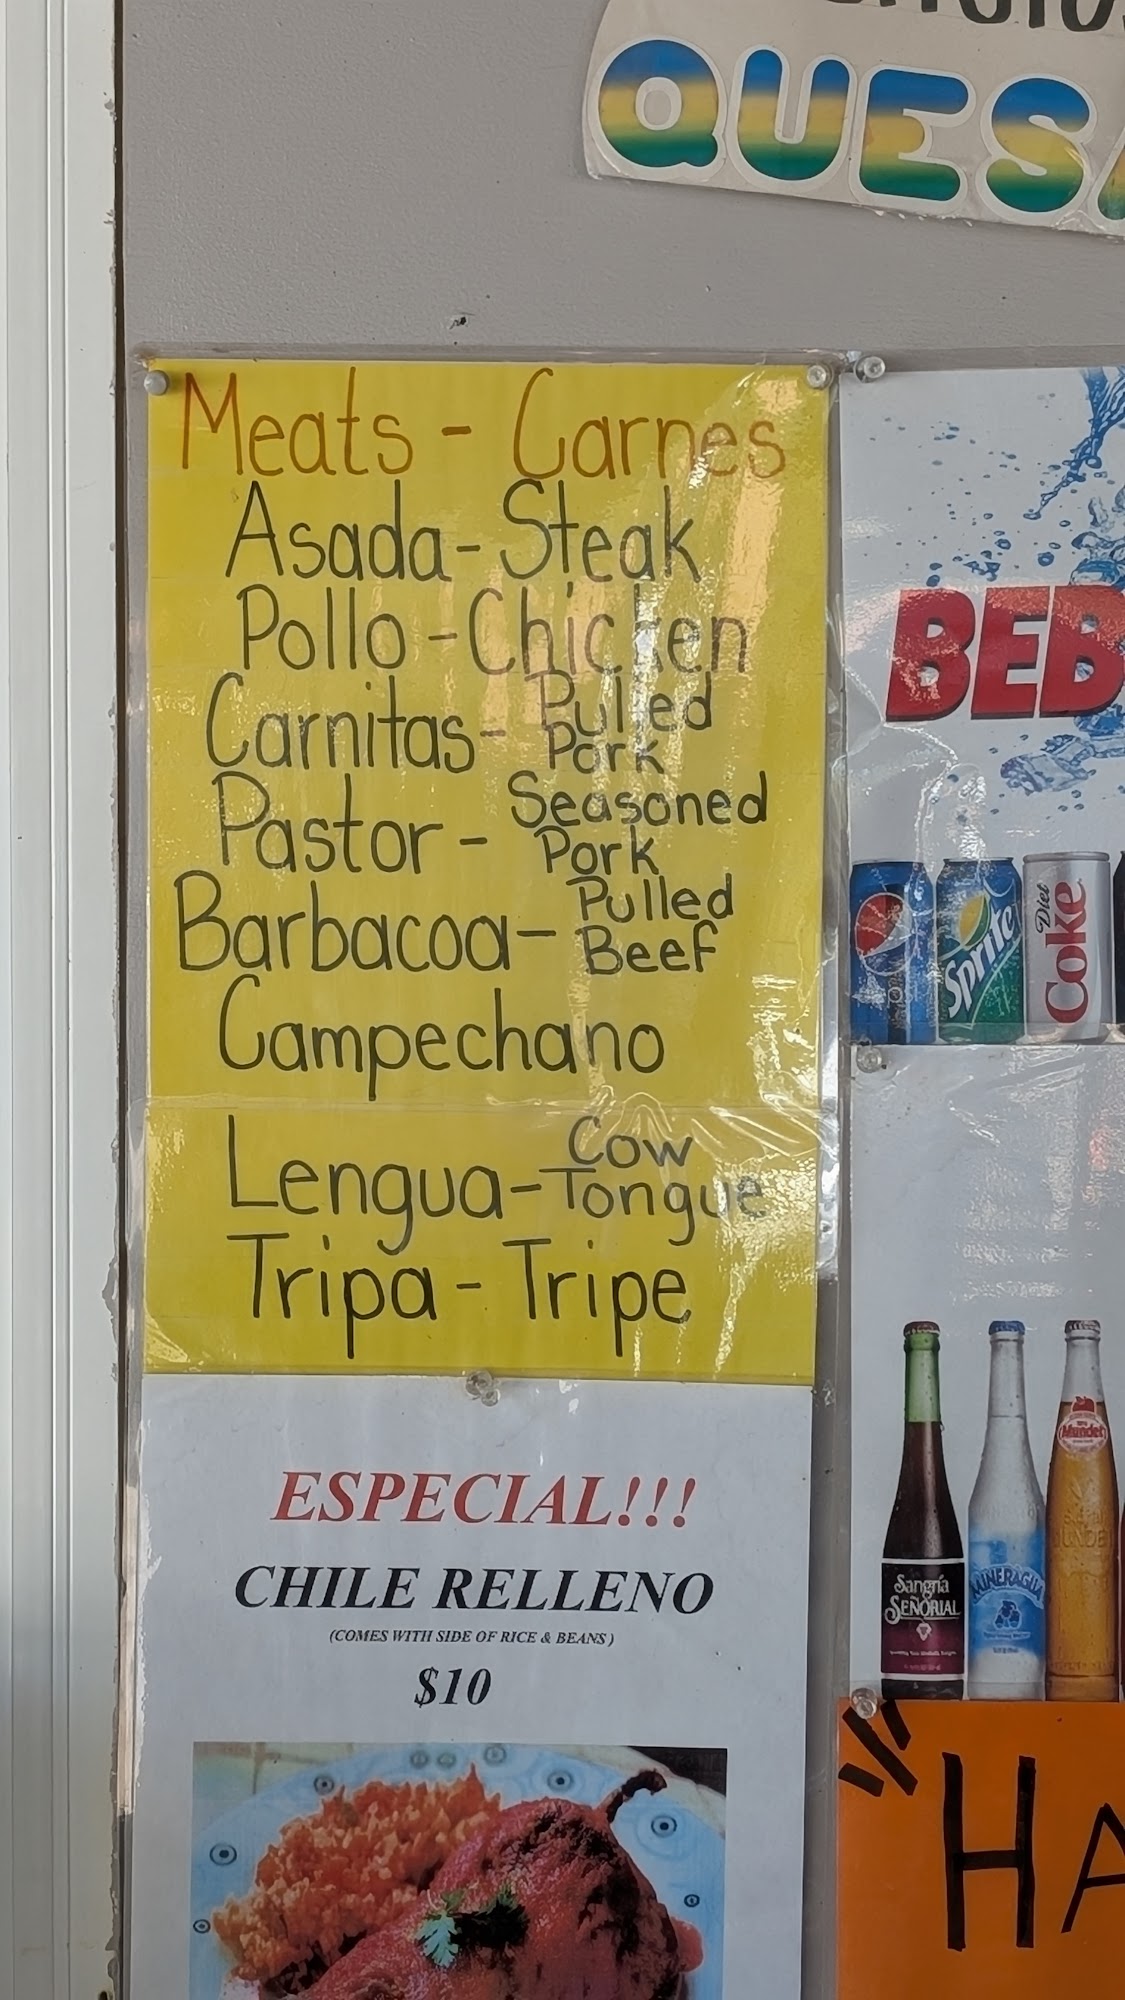 QUES
Meats - Carnes
Asada - Steak
Pollo - Chicken
Carnitas - Pulled Pork
Pastor - Seasoned Pork
Barbacoa - Pulled Beef
Campechano
Lengua - Cow Tongue
Tripa - Tripe
ESPECIAL!!!
CHILE RELLENO
(COMES WITH SIDE OF RICE & BEANS)
$10
BEB
Sprite
Diet Coke
Sangría
SEÑORIAL
MINERAGUA
Mundet
HA